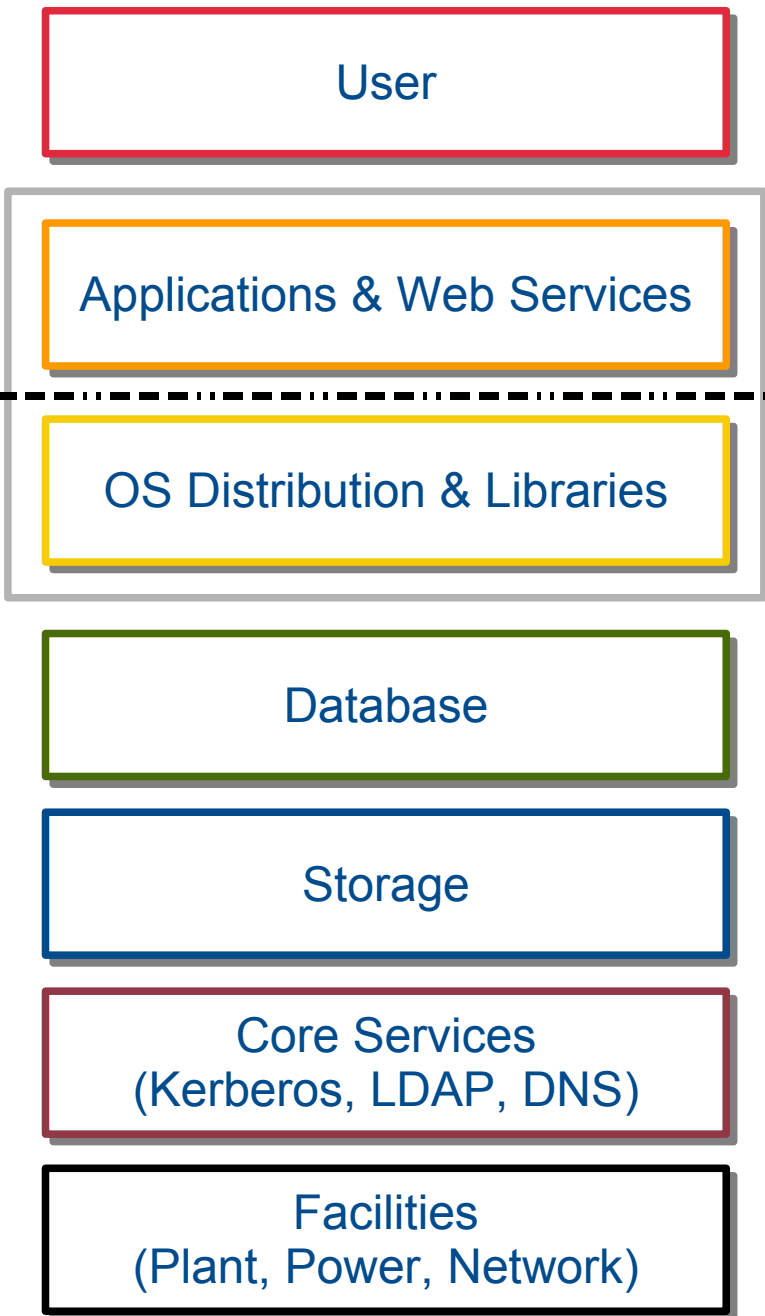 User
Applications & Web Services
OS Distribution & Libraries
Database
Storage
Core Services
(Kerberos, LDAP, DNS)
Facilities
(Plant, Power, Network)